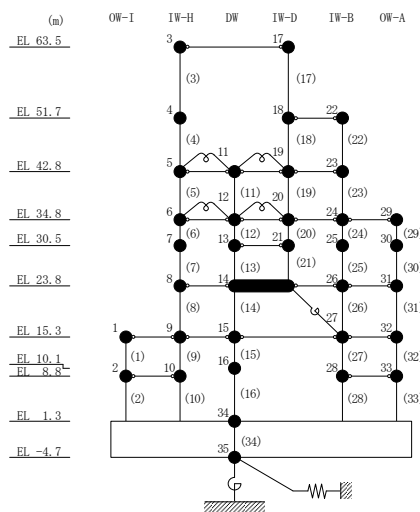 (m) OW-I IW-H DW IW-D IW-B OW-A
EL 63.5 3 17
(3) (17)
EL 51.7 4 18 22
(4) (18) (22)
EL 42.8 5 11 19 23
(5) (11) (19) (23)
EL 34.8 6 12 20 24 29
(6) (12) (20) (24) (29)
EL 30.5 7 13 21 25 30
(7) (13) (21) (25) (30)
EL 23.8 8 14 26 31
(8) (14) (26) (31)
27
EL 15.3 1 9 15 32
(1) (9) (15) (27) (32)
EL 10.1 16
EL 8.8 2 10 28 33
(2) (10) (16) (28) (33)
EL 1.3 34
(34)
EL -4.7 35